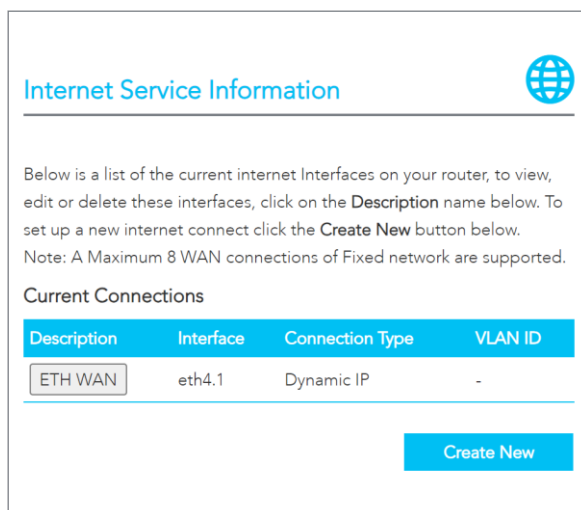 Internet Service Information
Below is a list of the current internet Interfaces on your router, to view,
edit or delete these interfaces, click on the Description name below. To
set up a new internet connect click the Create New button below.
Note: A Maximum 8 WAN connections of Fixed network are supported.
Current Connections
Description Interface Connection Type VLAN ID
ETH WAN eth4.1 Dynamic IP -
Create New